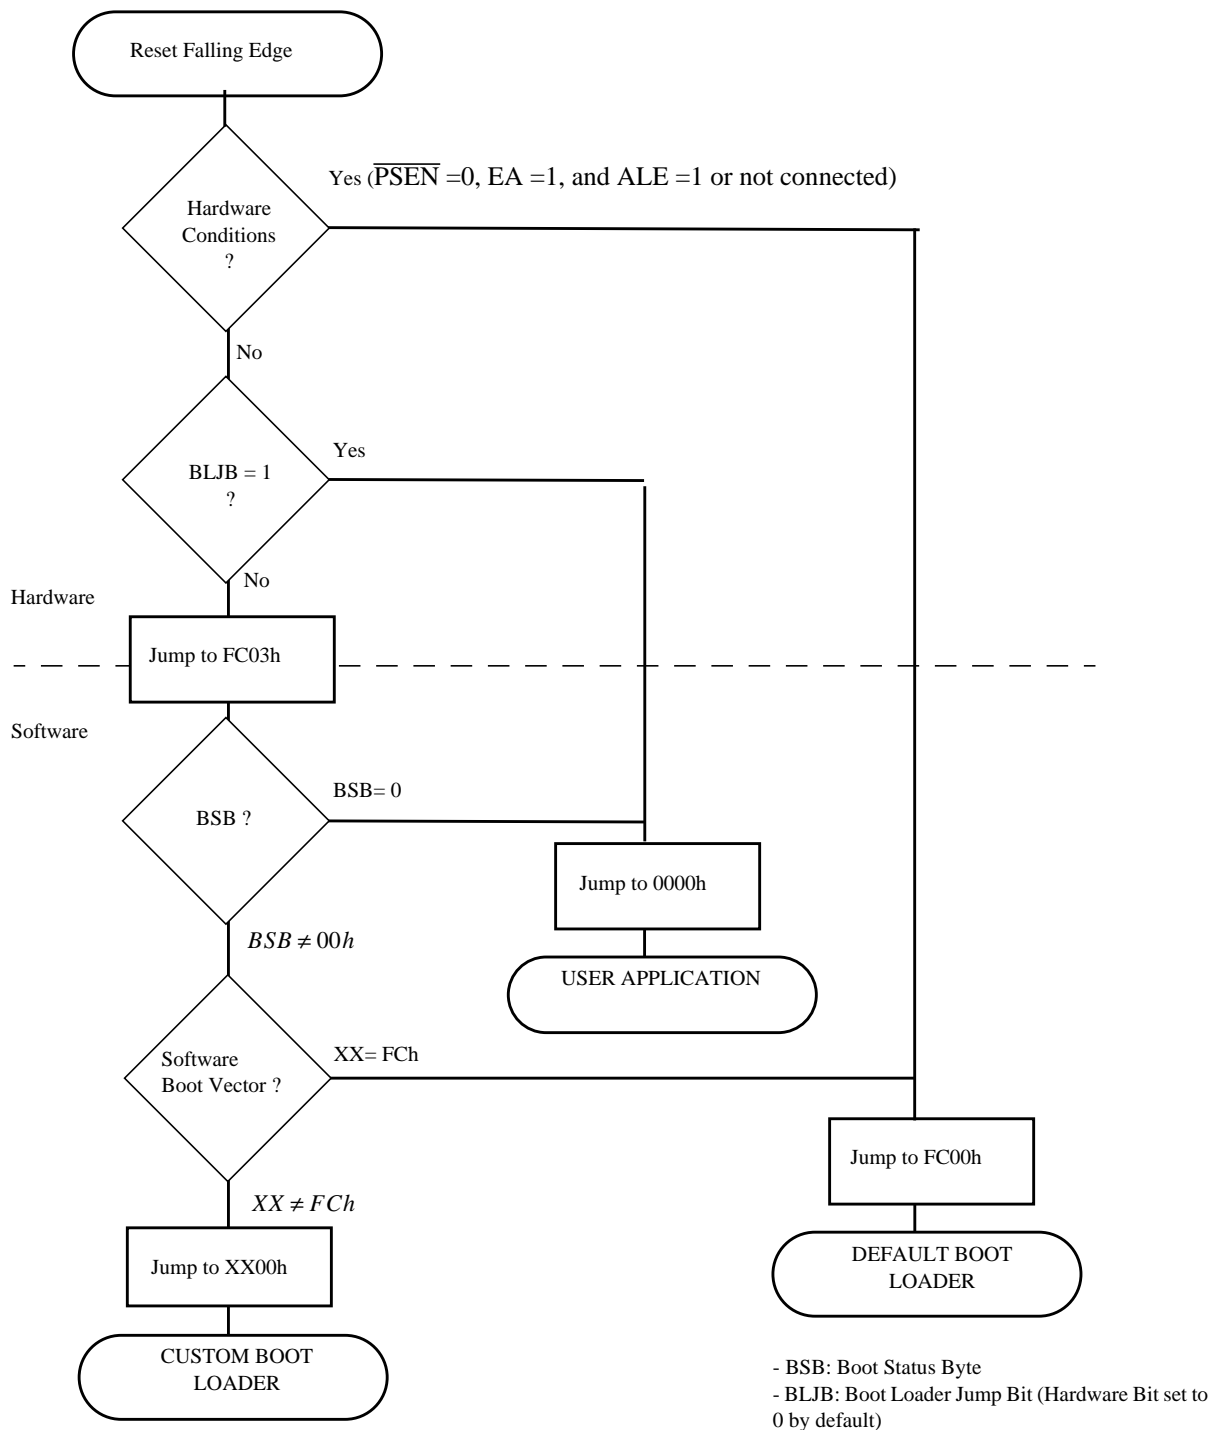 Reset Falling Edge
Yes (P̅S̅E̅N̅ =0, EA =1, and ALE =1 or not connected)
Hardware
Conditions
?
No
Yes
BLJB = 1
?
No
Hardware
Jump to FC03h
Software
BSB= 0
BSB ?
Jump to 0000h
BSB ≠ 00h
USER APPLICATION
XX= FCh
Software
Boot Vector ?
Jump to FC00h
XX ≠ FCh
DEFAULT BOOT
LOADER
Jump to XX00h
CUSTOM BOOT
LOADER
- BSB: Boot Status Byte
- BLJB: Boot Loader Jump Bit (Hardware Bit set to
0 by default)